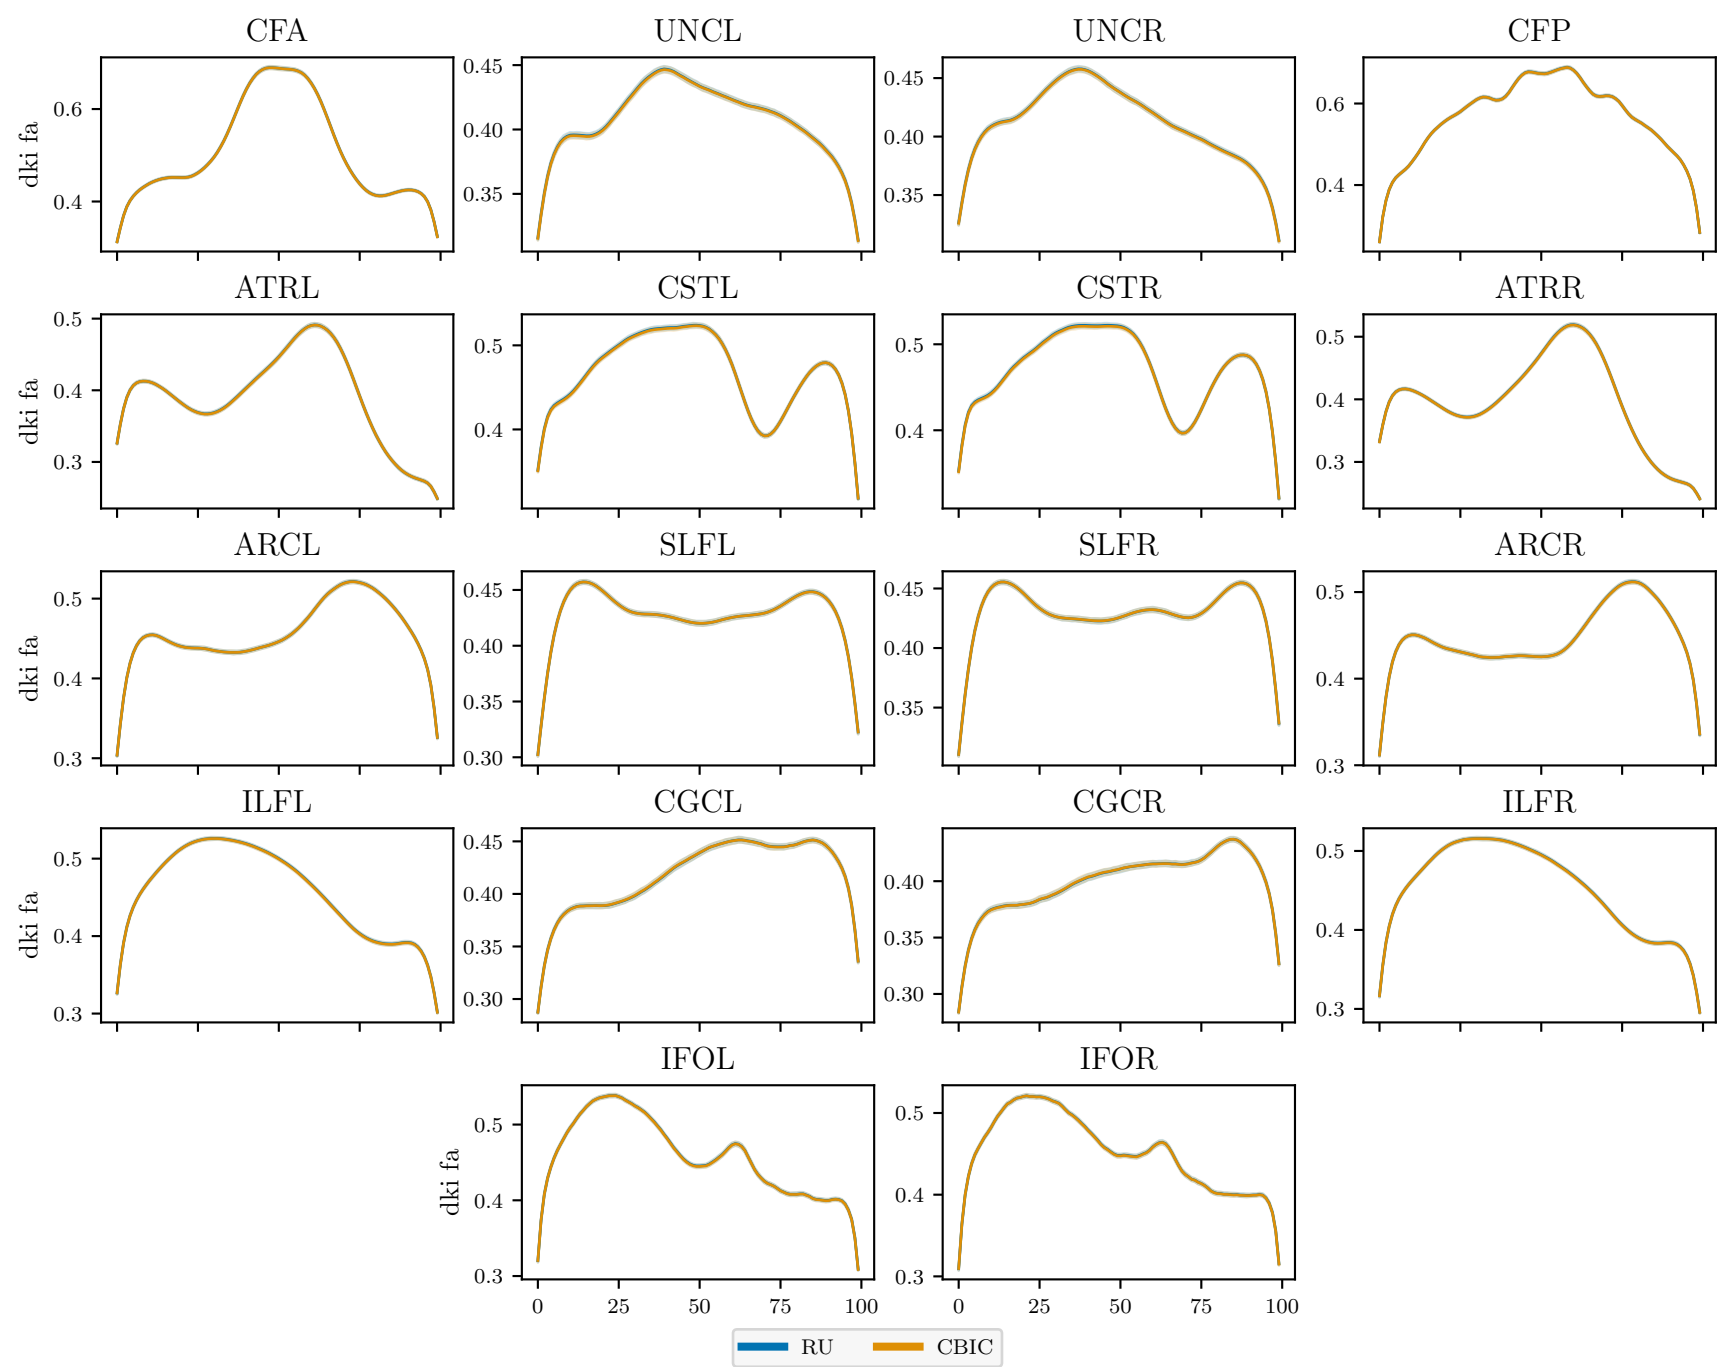 CFA UNCL UNCR CFP
dki fa 0.6 0.4
0.45 0.40 0.35
0.45 0.40 0.35
0.6 0.4
ATRL CSTL CSTR ATRR
dki fa 0.5 0.4 0.3
0.5 0.4
0.5 0.4
0.5 0.4 0.3
ARCL SLFL SLFR ARCR
dki fa 0.5 0.4 0.3
0.45 0.40 0.35 0.30
0.45 0.40 0.35
0.5 0.4 0.3
ILFL CGCL CGCR ILFR
dki fa 0.5 0.4 0.3
0.45 0.40 0.35 0.30
0.40 0.35 0.30
0.5 0.4 0.3
IFOL IFOR
dki fa 0.5 0.4 0.3
0.5 0.4 0.3
0 25 50 75 100 0 25 50 75 100
RU CBIC